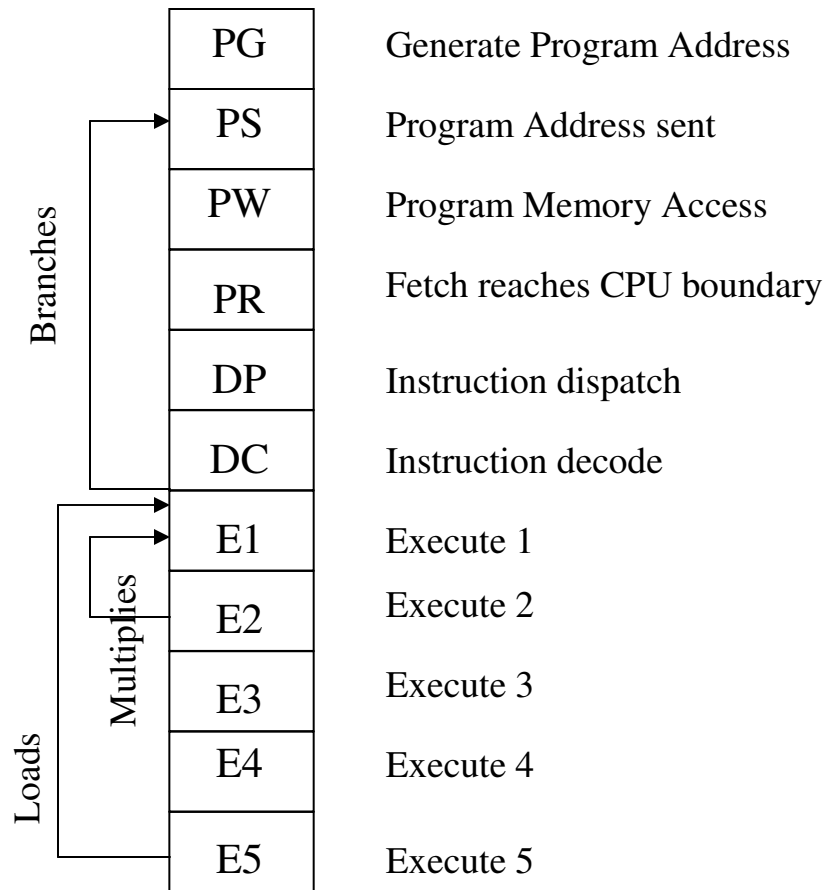 PG Generate Program Address
PS Program Address sent
PW Program Memory Access
PR Fetch reaches CPU boundary
DP Instruction dispatch
DC Instruction decode
E1 Execute 1
E2 Execute 2
E3 Execute 3
E4 Execute 4
E5 Execute 5
Branches
Multiplies
Loads